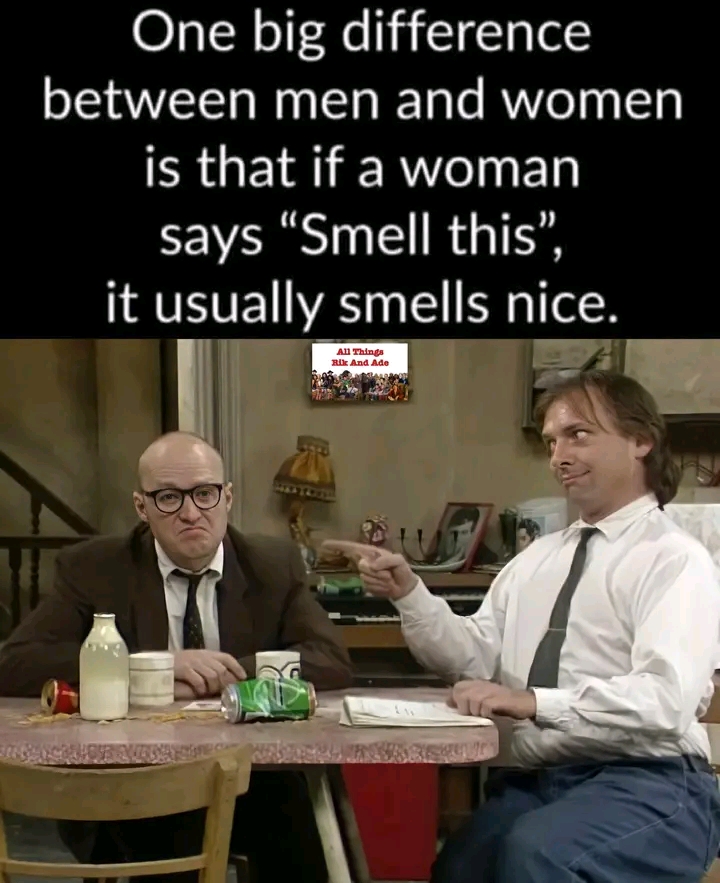 One big difference
between men and women
is that if a woman
says “Smell this”,
it usually smells nice.
All Things
Rik And Ade